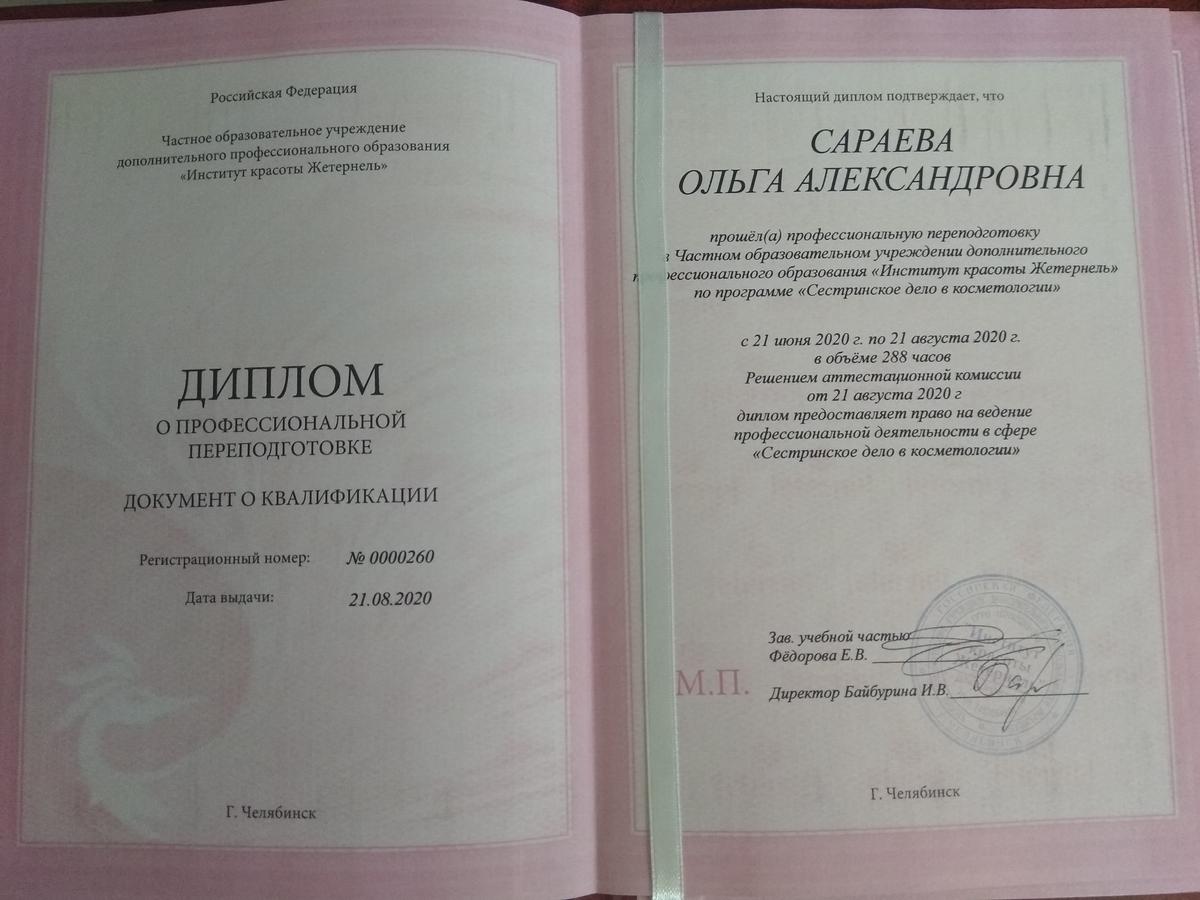 Российская Федерация
Частное образовательное учреждение
дополнительного профессионального образования
«Институт красоты Жетернель»
ДИПЛОМ
О ПРОФЕССИОНАЛЬНОЙ
ПЕРЕПОДГОТОВКЕ
ДОКУМЕНТ О КВАЛИФИКАЦИИ
Регистрационный номер: № 0000260
Дата выдачи: 21.08.2020
Г. Челябинск
Настоящий диплом подтверждает, что
САРАЕВА
ОЛЬГА АЛЕКСАНДРОВНА
прошёл(а) профессиональную переподготовку
в Частном образовательном учреждении дополнительного
образования «Институт красоты Жетернель»
по программе «Сестринское дело в косметологии»
с 21 июня 2020 г. по 21 августа 2020 г.
в объёме 288 часов
Решением аттестационной комиссии
от 21 августа 2020 г
диплом предоставляет право на ведение
профессиональной деятельности в сфере
«Сестринское дело в косметологии»
Зав. учебной частью
Фёдорова Е.В.
М.П.
Директор Байбурина И.В.
Институт
красоты
Г. Челябинск